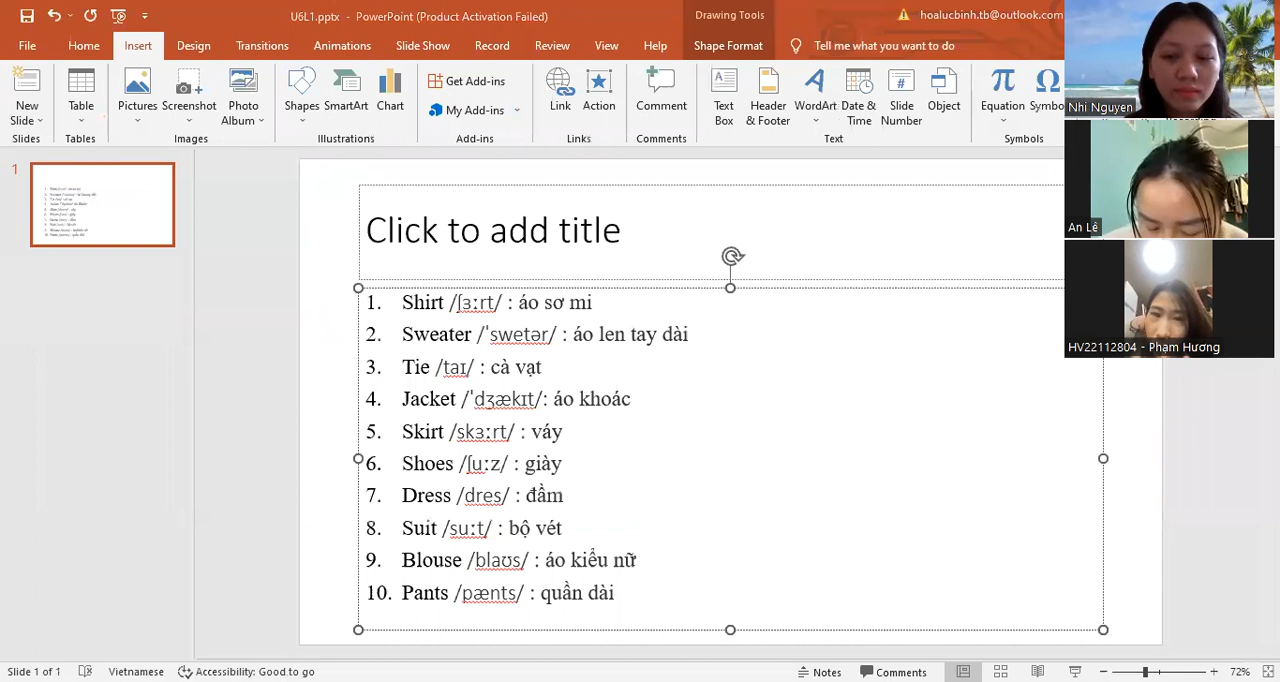 U6L1.pptx - PowerPoint (Product Activation Failed)
Drawing Tools
hoalucbinh.tb@outlook.com
File Home Insert Design Transitions Animations Slide Show Record Review View Help Shape Format Tell me what you want to do
New Slide
Table
Pictures
Screenshot
Photo Album
Shapes
SmartArt
Chart
Get Add-ins
My Add-ins
Link
Action
Comment
Text Box
Header & Footer
WordArt
Date & Time
Slide Number
Object
Equation
Slides Tables Images Illustrations Add-ins Links Comments Text Symbols
Nhi Nguyen
An Lê
HV22112804 - Phạm Hương
1
Click to add title
1. Shirt /ʃɜːrt/ : áo sơ mi
2. Sweater /ˈswetər/ : áo len tay dài
3. Tie /taɪ/ : cà vạt
4. Jacket /ˈdʒækɪt/: áo khoác
5. Skirt /skɜːrt/ : váy
6. Shoes /ʃuːz/ : giày
7. Dress /dres/ : đầm
8. Suit /suːt/ : bộ vét
9. Blouse /blaʊs/ : áo kiểu nữ
10. Pants /pænts/ : quần dài
Slide 1 of 1 Vietnamese Accessibility: Good to go Notes Comments 72%